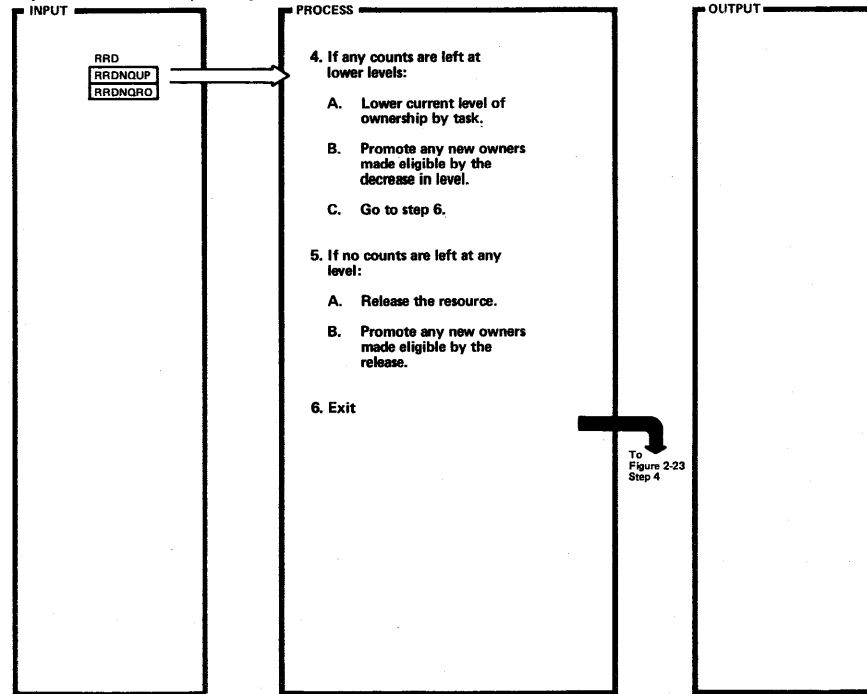 INPUT
PROCESS
OUTPUT
RRD
RRDNQUP
RRDNQRO
4. If any counts are left at
lower levels:
A. Lower current level of
ownership by task.
B. Promote any new owners
made eligible by the
decrease in level.
C. Go to step 6.
5. If no counts are left at any
level:
A. Release the resource.
B. Promote any new owners
made eligible by the
release.
6. Exit
To
Figure 2-23
Step 4